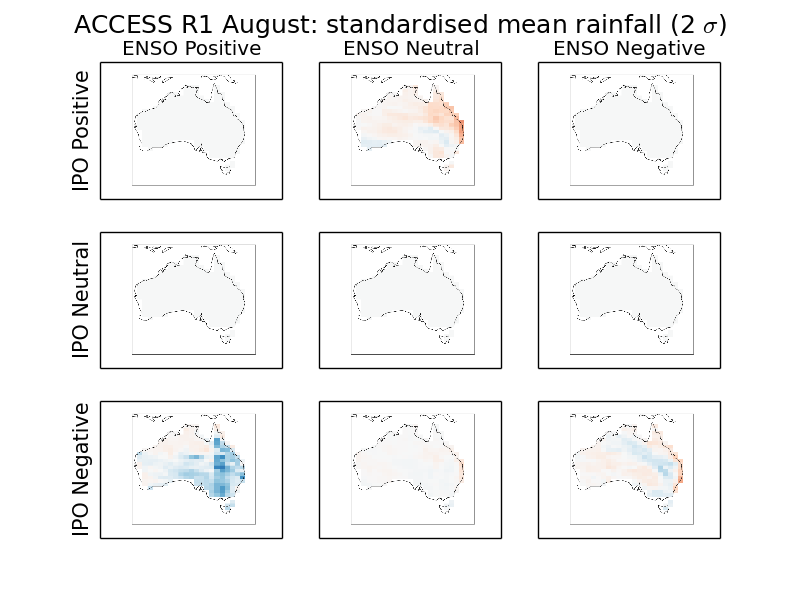 ACCESS R1 August: standardised mean rainfall (2 σ)
ENSO Positive ENSO Neutral ENSO Negative
IPO Positive
IPO Neutral
IPO Negative